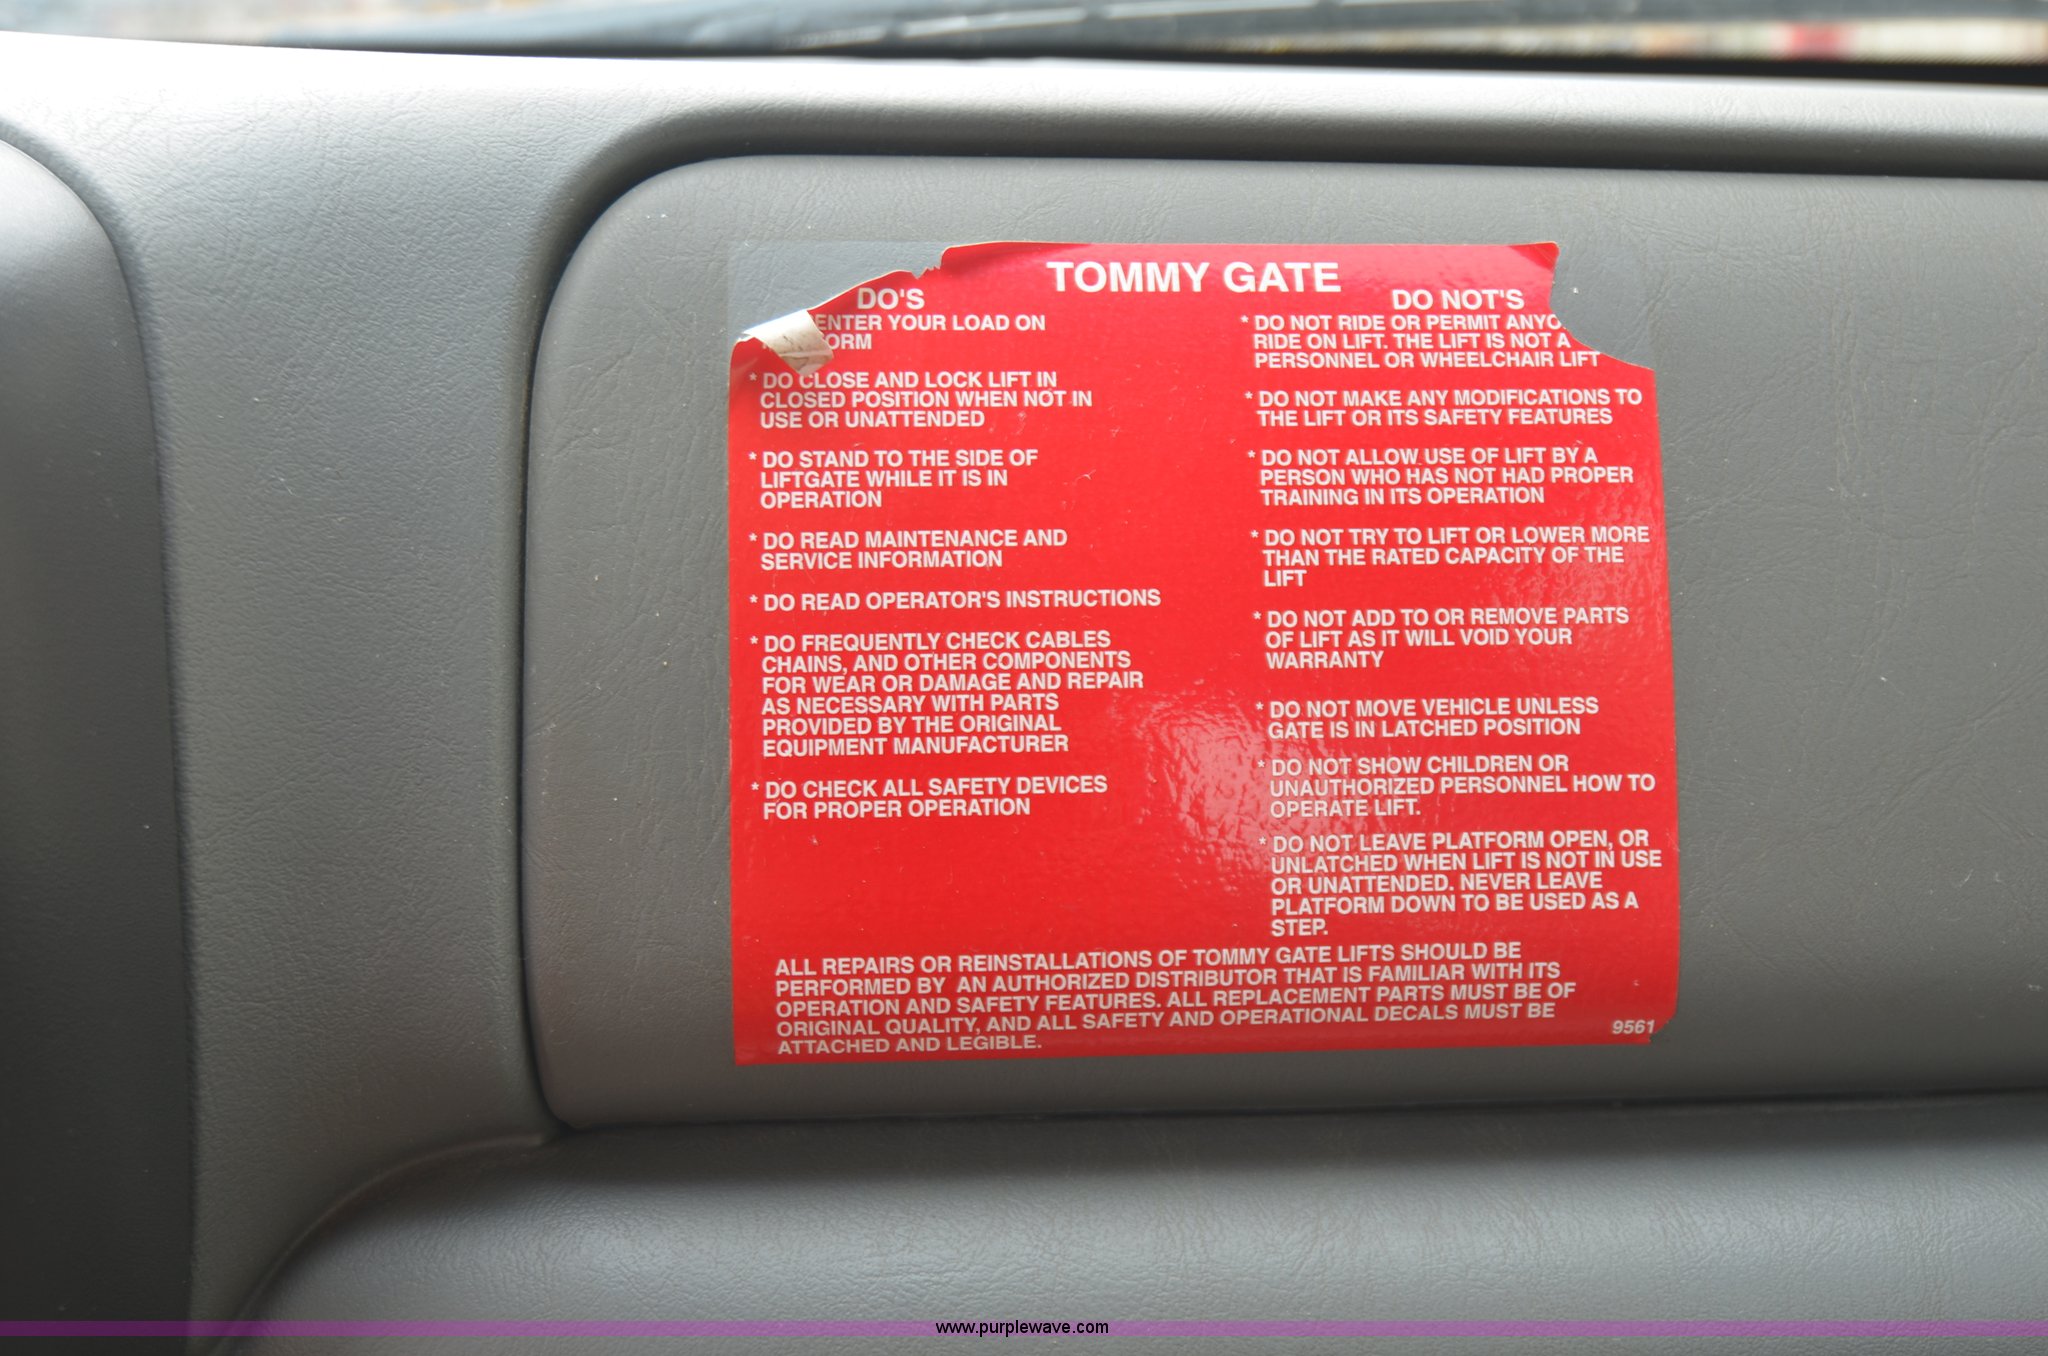 TOMMY GATE
DO'S
ENTER YOUR LOAD ON
ORM
* DO CLOSE AND LOCK LIFT IN
CLOSED POSITION WHEN NOT IN
USE OR UNATTENDED
* DO STAND TO THE SIDE OF
LIFTGATE WHILE IT IS IN
OPERATION
* DO READ MAINTENANCE AND
SERVICE INFORMATION
* DO READ OPERATOR'S INSTRUCTIONS
* DO FREQUENTLY CHECK CABLES
CHAINS, AND OTHER COMPONENTS
FOR WEAR OR DAMAGE AND REPAIR
AS NECESSARY WITH PARTS
PROVIDED BY THE ORIGINAL
EQUIPMENT MANUFACTURER
* DO CHECK ALL SAFETY DEVICES
FOR PROPER OPERATION
DO NOT'S
* DO NOT RIDE OR PERMIT ANYO
RIDE ON LIFT. THE LIFT IS NOT A
PERSONNEL OR WHEELCHAIR LIFT
* DO NOT MAKE ANY MODIFICATIONS TO
THE LIFT OR ITS SAFETY FEATURES
* DO NOT ALLOW USE OF LIFT BY A
PERSON WHO HAS NOT HAD PROPER
TRAINING IN ITS OPERATION
* DO NOT TRY TO LIFT OR LOWER MORE
THAN THE RATED CAPACITY OF THE
LIFT
* DO NOT ADD TO OR REMOVE PARTS
OF LIFT AS IT WILL VOID YOUR
WARRANTY
* DO NOT MOVE VEHICLE UNLESS
GATE IS IN LATCHED POSITION
* DO NOT SHOW CHILDREN OR
UNAUTHORIZED PERSONNEL HOW TO
OPERATE LIFT.
* DO NOT LEAVE PLATFORM OPEN, OR
UNLATCHED WHEN LIFT IS NOT IN USE
OR UNATTENDED. NEVER LEAVE
PLATFORM DOWN TO BE USED AS A
STEP.
ALL REPAIRS OR REINSTALLATIONS OF TOMMY GATE LIFTS SHOULD BE
PERFORMED BY AN AUTHORIZED DISTRIBUTOR THAT IS FAMILIAR WITH ITS
OPERATION AND SAFETY FEATURES. ALL REPLACEMENT PARTS MUST BE OF
ORIGINAL QUALITY, AND ALL SAFETY AND OPERATIONAL DECALS MUST BE
ATTACHED AND LEGIBLE.
9561
www.purplewave.com